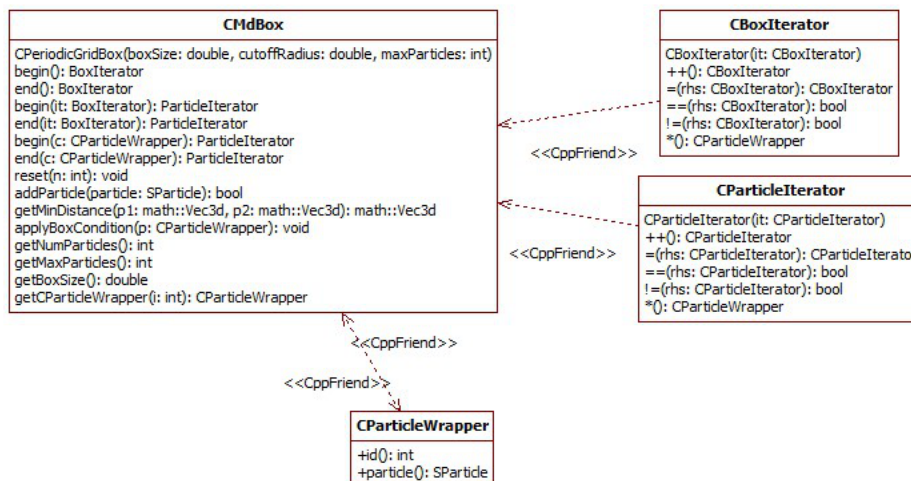 CMdBox
CPeriodicGridBox(boxSize: double, cutoffRadius: double, maxParticles: int)
begin(): BoxIterator
end(): BoxIterator
begin(it: BoxIterator): ParticleIterator
end(it: BoxIterator): ParticleIterator
begin(c: CParticleWrapper): ParticleIterator
end(c: CParticleWrapper): ParticleIterator
reset(n: int): void
addParticle(particle: SParticle): bool
getMinDistance(p1: math::Vec3d, p2: math::Vec3d): math::Vec3d
applyBoxCondition(p: CParticleWrapper): void
getNumParticles(): int
getMaxParticles(): int
getBoxSize(): double
getCParticleWrapper(i: int): CParticleWrapper
CBoxIterator
CBoxIterator(it: CBoxIterator)
++(): CBoxIterator
=(rhs: CBoxIterator): CBoxIterator
==(rhs: CBoxIterator): bool
!=(rhs: CBoxIterator): bool
*(): CParticleWrapper
<<CppFriend>>
CParticleIterator
CParticleIterator(it: CParticleIterator)
++(): CParticleIterator
=(rhs: CParticleIterator): CParticleIterato
==(rhs: CParticleIterator): bool
!=(rhs: CParticleIterator): bool
*(): CParticleWrapper
<<CppFriend>>
<<CppFriend>>
<<CppFriend>>
CParticleWrapper
+id(): int
+particle(): SParticle